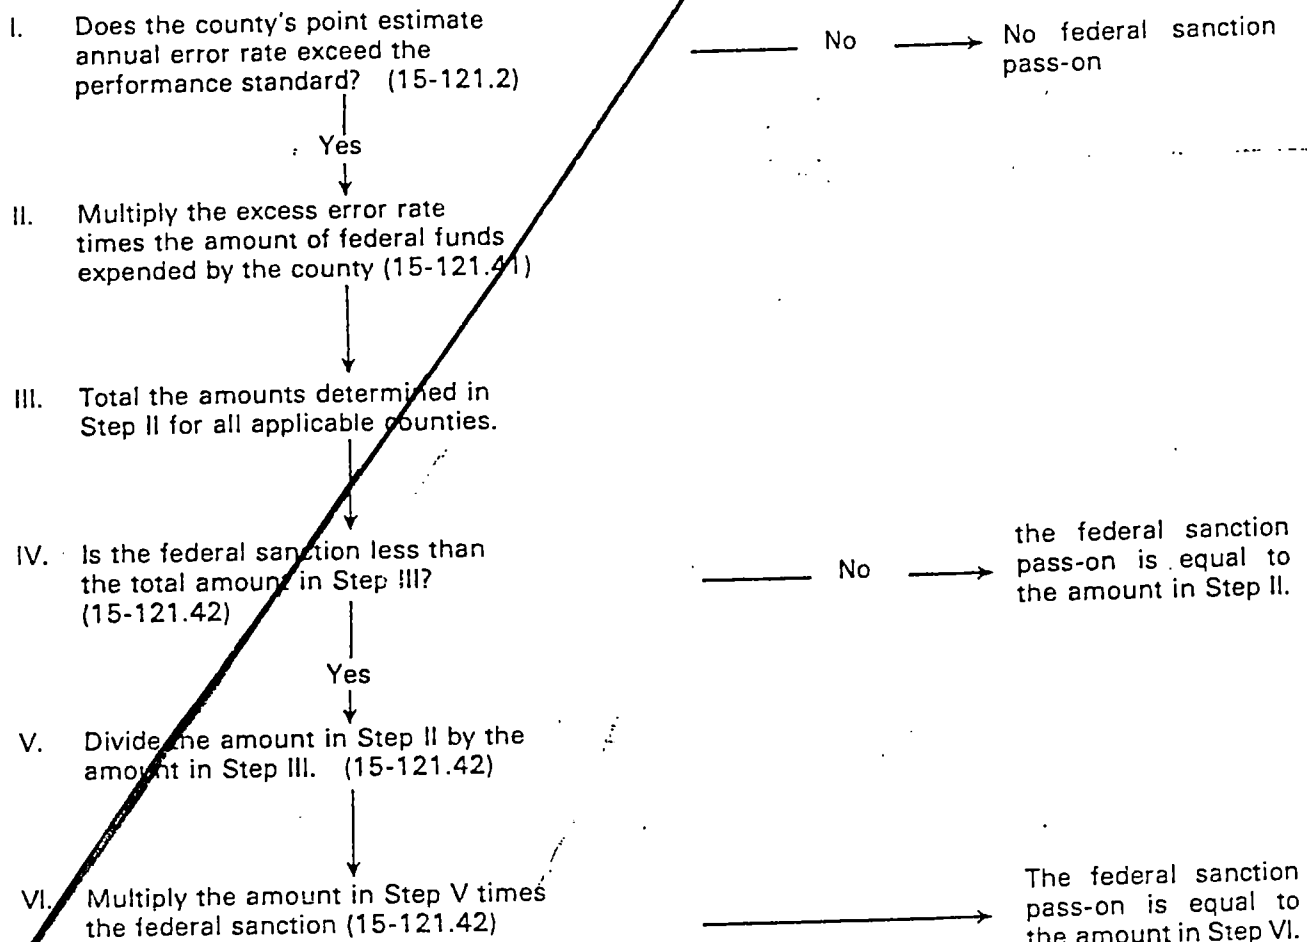 I. Does the county's point estimate
annual error rate exceed the
performance standard? (15-121.2)
No
No federal sanction
pass-on
Yes
II. Multiply the excess error rate
times the amount of federal funds
expended by the county (15-121.41)
III. Total the amounts determined in
Step II for all applicable counties.
IV. Is the federal sanction less than
the total amount in Step III?
(15-121.42)
No
the federal sanction
pass-on is equal to
the amount in Step II.
Yes
V. Divide the amount in Step II by the
amount in Step III. (15-121.42)
VI. Multiply the amount in Step V times
the federal sanction (15-121.42)
The federal sanction
pass-on is equal to
the amount in Step VI.